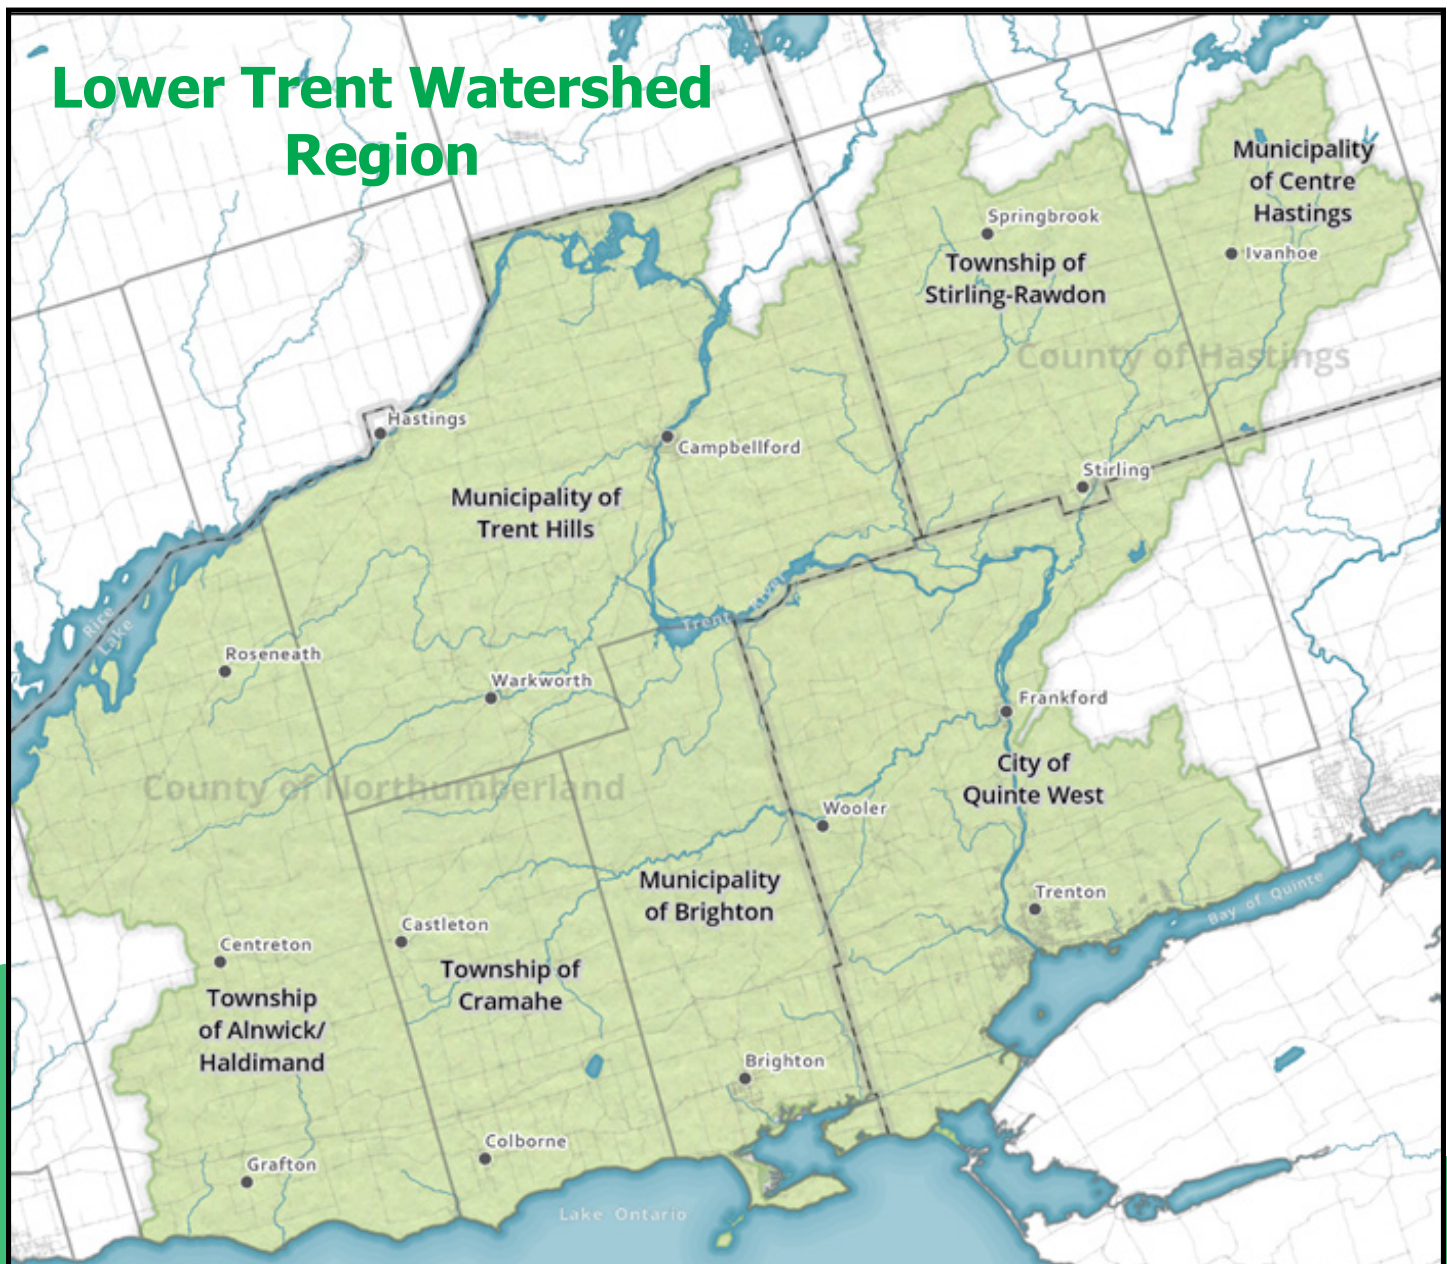 Lower Trent Watershed
Region
Municipality
of Centre
Hastings
Springbrook
Ivanhoe
Township of
Stirling-Rawdon
County of Hastings
Hastings
Campbellford
Stirling
Municipality of
Trent Hills
Trent River
Rice
Lake
Roseneath
Warkworth
Frankford
City of
Quinte West
County of Northumberland
Wooler
Municipality
of Brighton
Trenton
Bay of Quinte
Castleton
Centreton
Township of
Cramahe
Township
of Alnwick/
Haldimand
Brighton
Colborne
Grafton
Lake Ontario